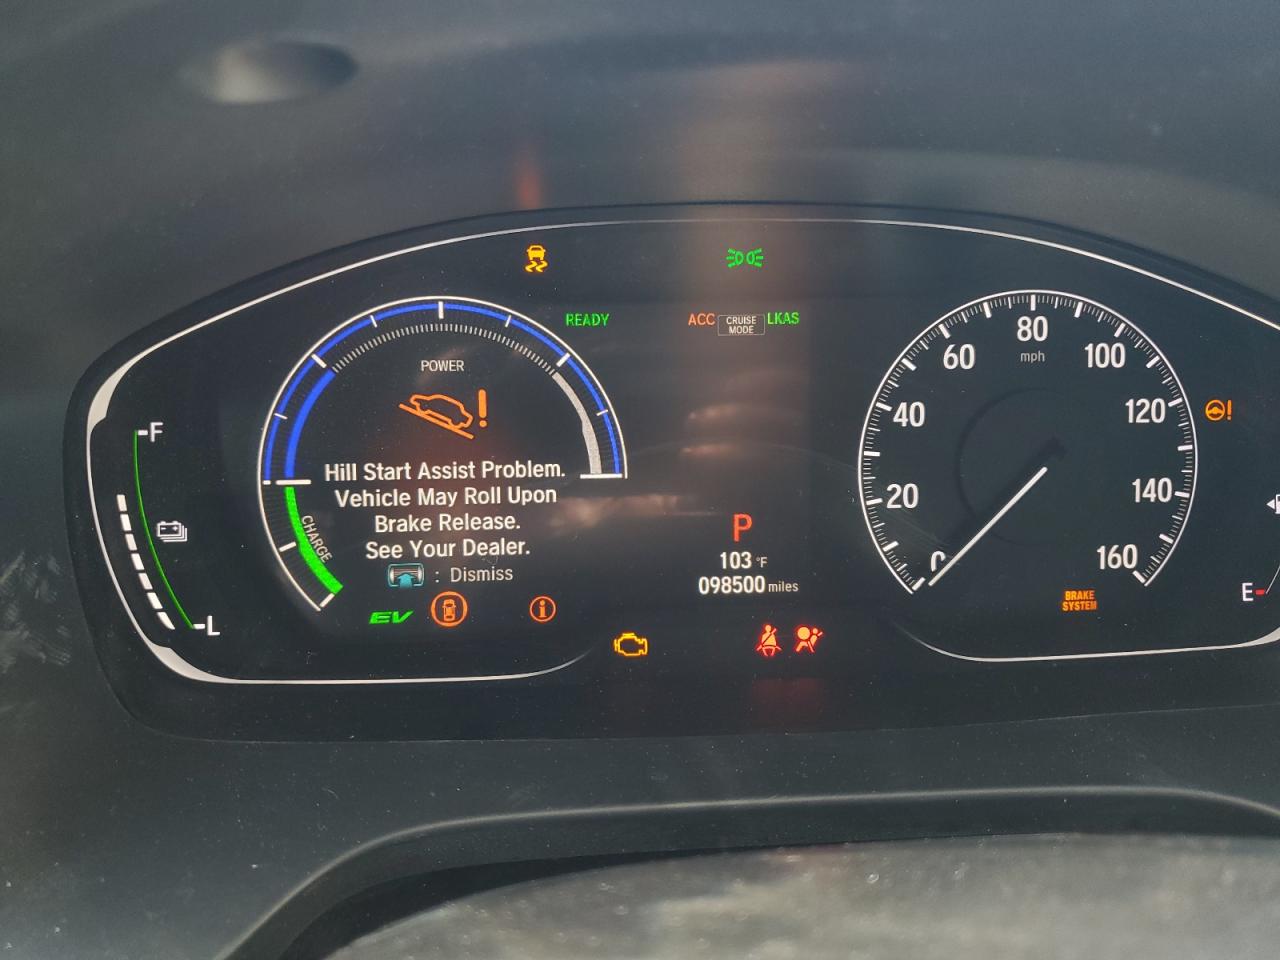 READY
ACC CRUISE MODE LKAS
POWER
Hill Start Assist Problem.
Vehicle May Roll Upon
Brake Release.
See Your Dealer.
: Dismiss
CHARGE
EV
F
L
P
103 °F
098500 miles
0
20
40
60
80
100
120
140
160
mph
BRAKE
SYSTEM
E